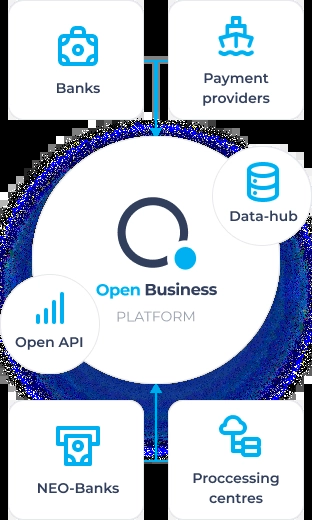 Banks
Payment
providers
Data-hub
Open Business
PLATFORM
Open API
NEO-Banks
Proccessing
centres